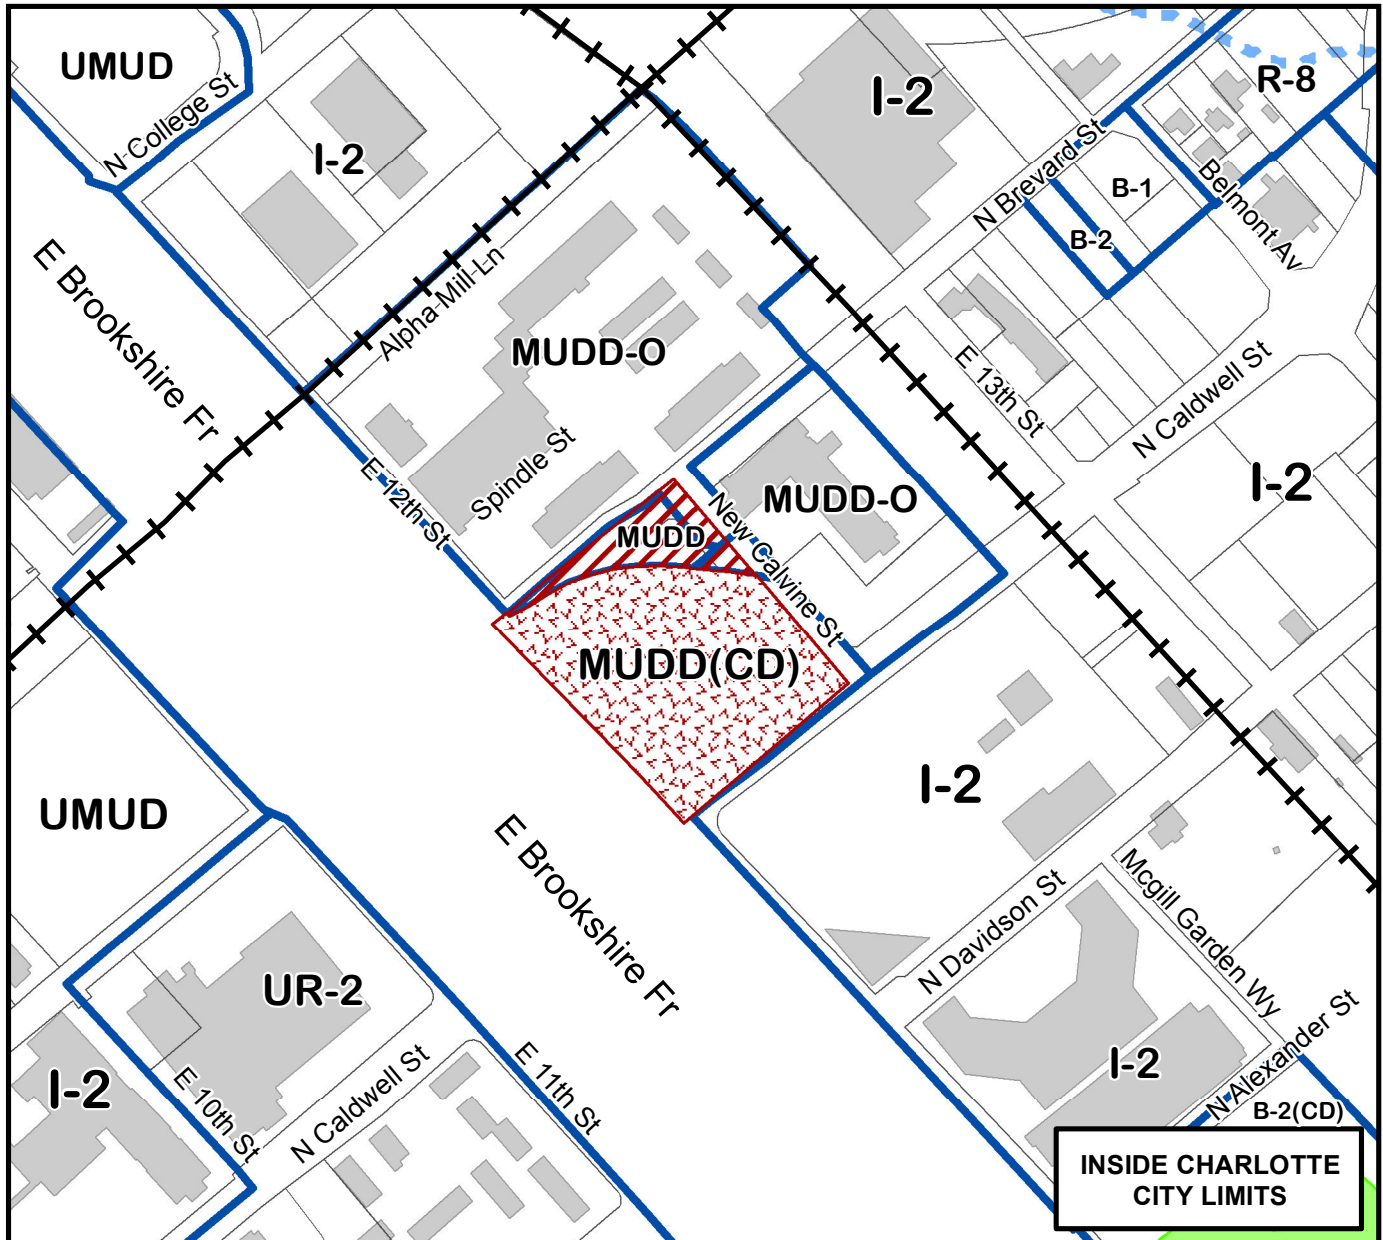 UMUD
N College St
I-2
I-2
R-8
N Brevard St
B-1
B-2
Belmont Av
E Brookshire Fr
Alpha Mill Ln
MUDD-O
E 13th St
N Caldwell St
E 12th St
Spindle St
MUDD
New Calvine St
MUDD-O
I-2
MUDD(CD)
I-2
UMUD
E Brookshire Fr
N Davidson St
Mcgill Garden Wy
UR-2
I-2
E 10th St
N Caldwell St
E 11th St
I-2
N Alexander St
B-2(CD)
INSIDE CHARLOTTE
CITY LIMITS